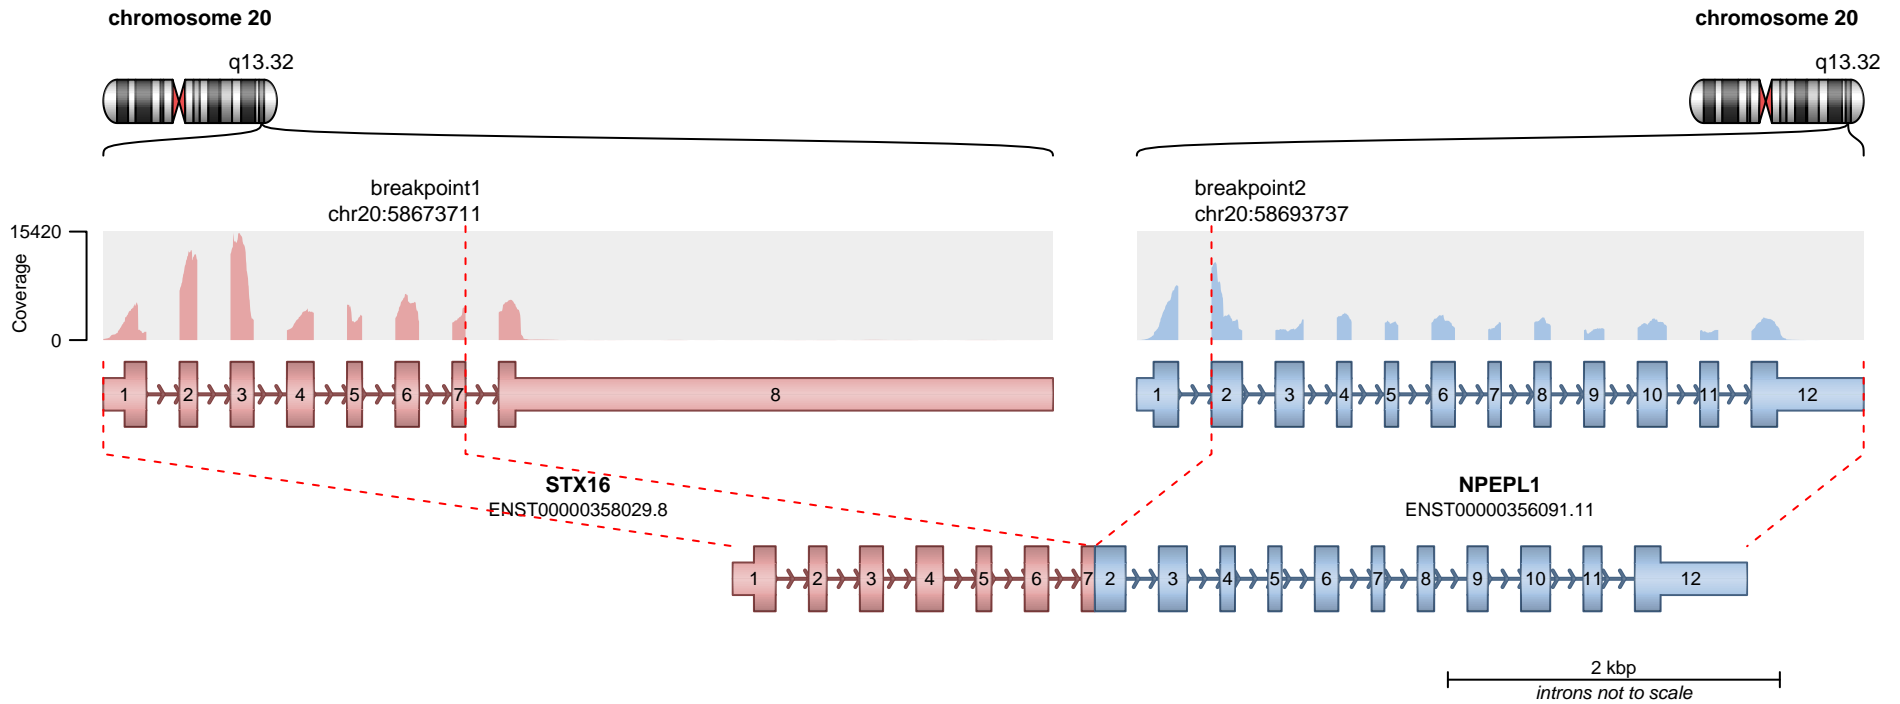 chromosome 20
chromosome 20
q13.32
q13.32
breakpoint1
chr20:58673711
breakpoint2
chr20:58693737
15420
Coverage
0
1 2 3 4 5 6 7 8
1 2 3 4 5 6 7 8 9 10 11 12
STX16
ENST00000358029.8
NPEPL1
ENST00000356091.11
1 2 3 4 5 6 7 2 3 4 5 6 7 8 9 10 11 12
2 kbp
introns not to scale